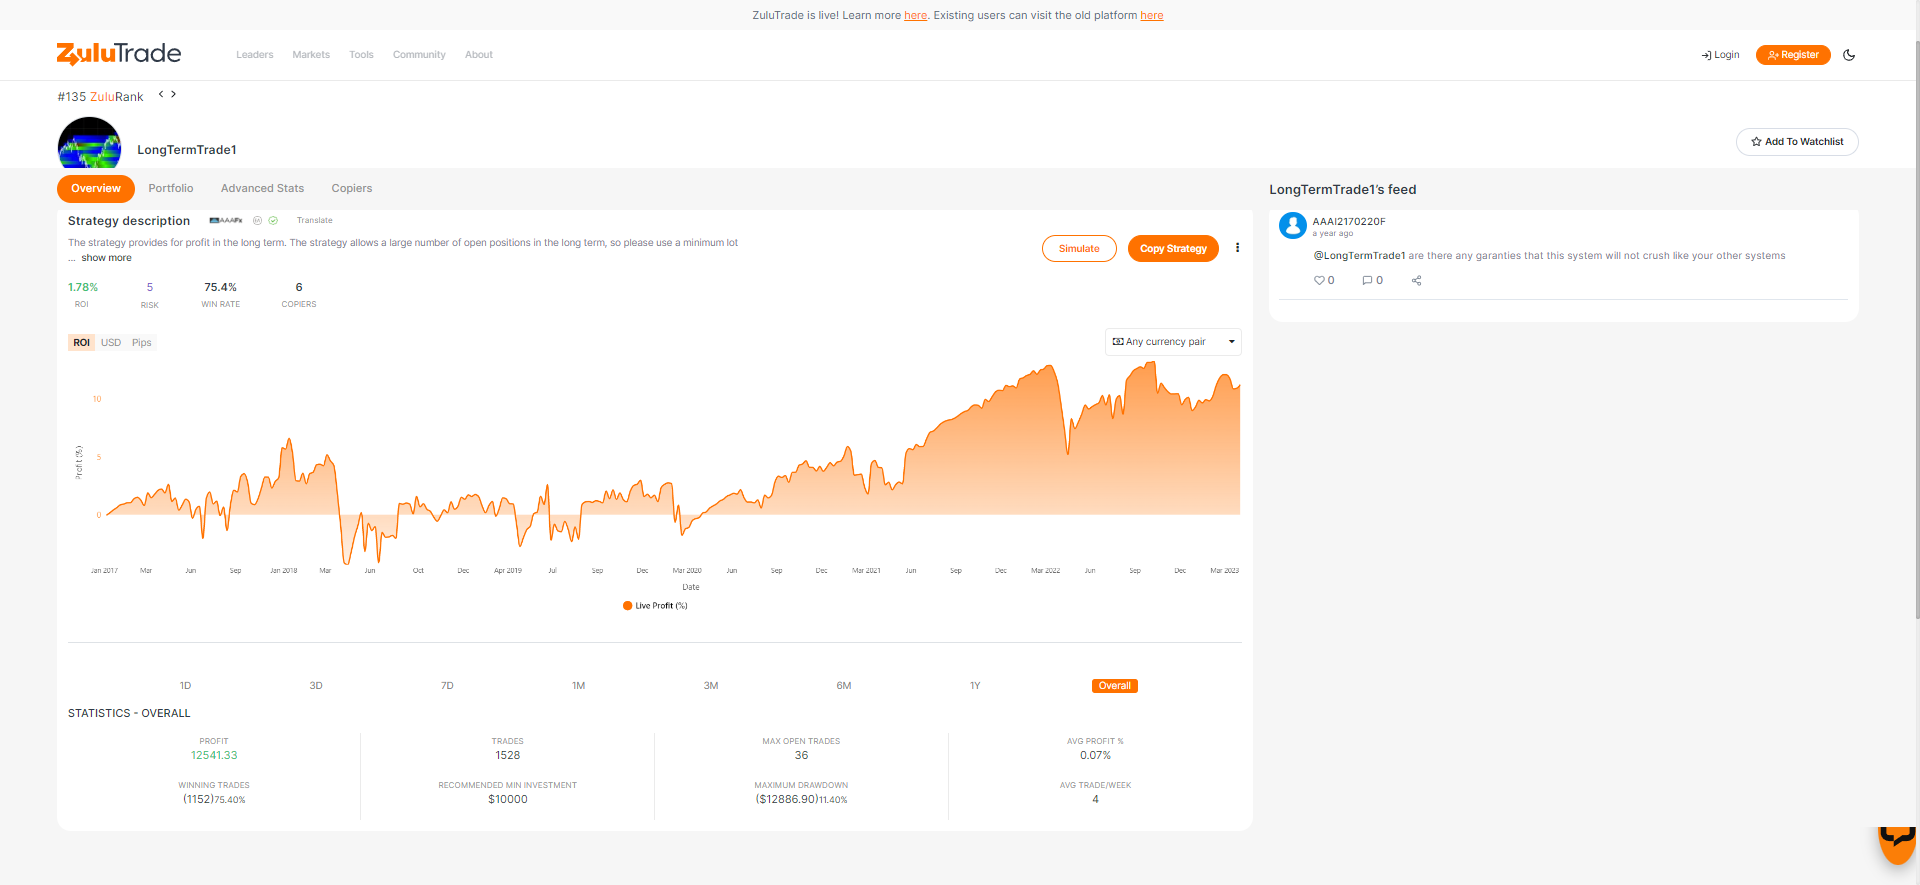 ZuluTrade is live! Learn more here. Existing users can visit the old platform here
ZuluTrade
Leaders
Markets
Tools
Community
About
Login
Register
#135 ZuluRank
LongTermTrade1
Add To Watchlist
Overview
Portfolio
Advanced Stats
Copiers
Strategy description
AAAFx
Translate
The strategy provides for profit in the long term. The strategy allows a large number of open positions in the long term, so please use a minimum lot
... show more
Simulate
Copy Strategy
1.78%
5
75.4%
6
ROI
RISK
WIN RATE
COPIERS
ROI
USD
Pips
Any currency pair
Profit (%)
10
5
0
Jan 2017
Mar
Jun
Sep
Jan 2018
Mar
Jun
Oct
Dec
Apr 2019
Jul
Sep
Dec
Mar 2020
Jun
Sep
Dec
Mar 2021
Jun
Sep
Dec
Mar 2022
Jun
Sep
Dec
Mar 2023
Date
Live Profit (%)
1D
3D
7D
1M
3M
6M
1Y
Overall
STATISTICS - OVERALL
PROFIT
12541.33
TRADES
1528
MAX OPEN TRADES
36
AVG PROFIT %
0.07%
WINNING TRADES
(1152)75.40%
RECOMMENDED MIN INVESTMENT
$10000
MAXIMUM DRAWDOWN
($12886.90)11.40%
AVG TRADE/WEEK
4
LongTermTrade1's feed
AAAI2170220F
a year ago
@LongTermTrade1 are there any garanties that this system will not crush like your other systems
0
0